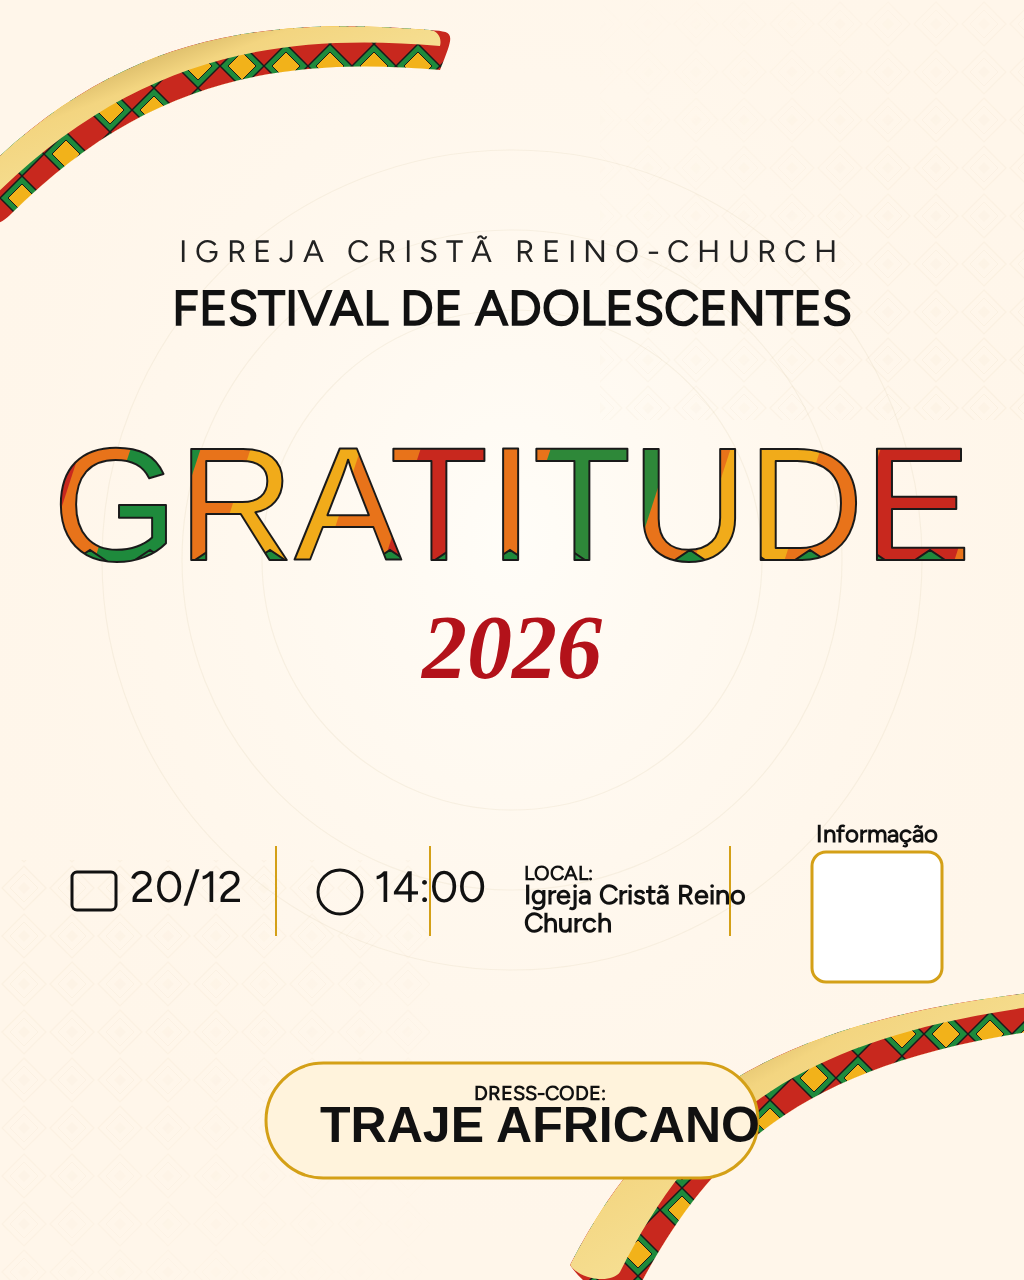 IGREJA CRISTÃ REINO-CHURCH
FESTIVAL DE ADOLESCENTES
GRATITUDE
2026
20/12
14:00
LOCAL:
Igreja Cristã Reino
Church
Informação
DRESS-CODE:
TRAJE AFRICANO